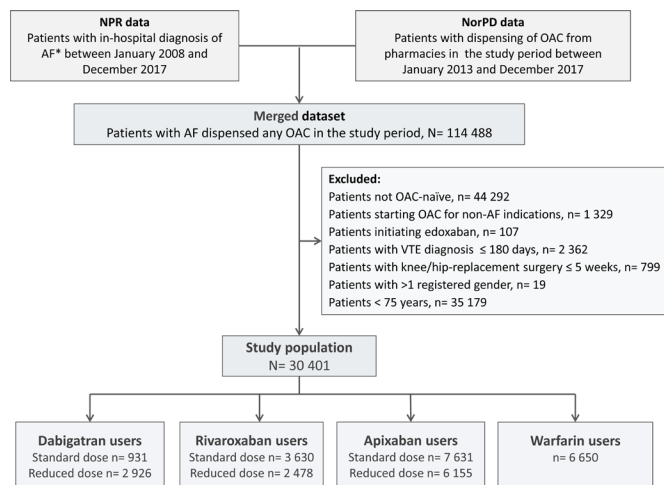 NPR data
Patients with in-hospital diagnosis of
AF* between January 2008 and
December 2017
NorPD data
Patients with dispensing of OAC from
pharmacies in the study period between
January 2013 and December 2017
Merged dataset
Patients with AF dispensed any OAC in the study period, N= 114 488
Excluded:
Patients not OAC-naïve, n= 44 292
Patients starting OAC for non-AF indications, n= 1 329
Patients initiating edoxaban, n= 107
Patients with VTE diagnosis ≤ 180 days, n= 2 362
Patients with knee/hip-replacement surgery ≤ 5 weeks, n= 799
Patients with >1 registered gender, n= 19
Patients < 75 years, n= 35 179
Study population
N= 30 401
Dabigatran users
Standard dose n= 931
Reduced dose n= 2 926
Rivaroxaban users
Standard dose n= 3 630
Reduced dose n= 2 478
Apixaban users
Standard dose n= 7 631
Reduced dose n= 6 155
Warfarin users
n= 6 650